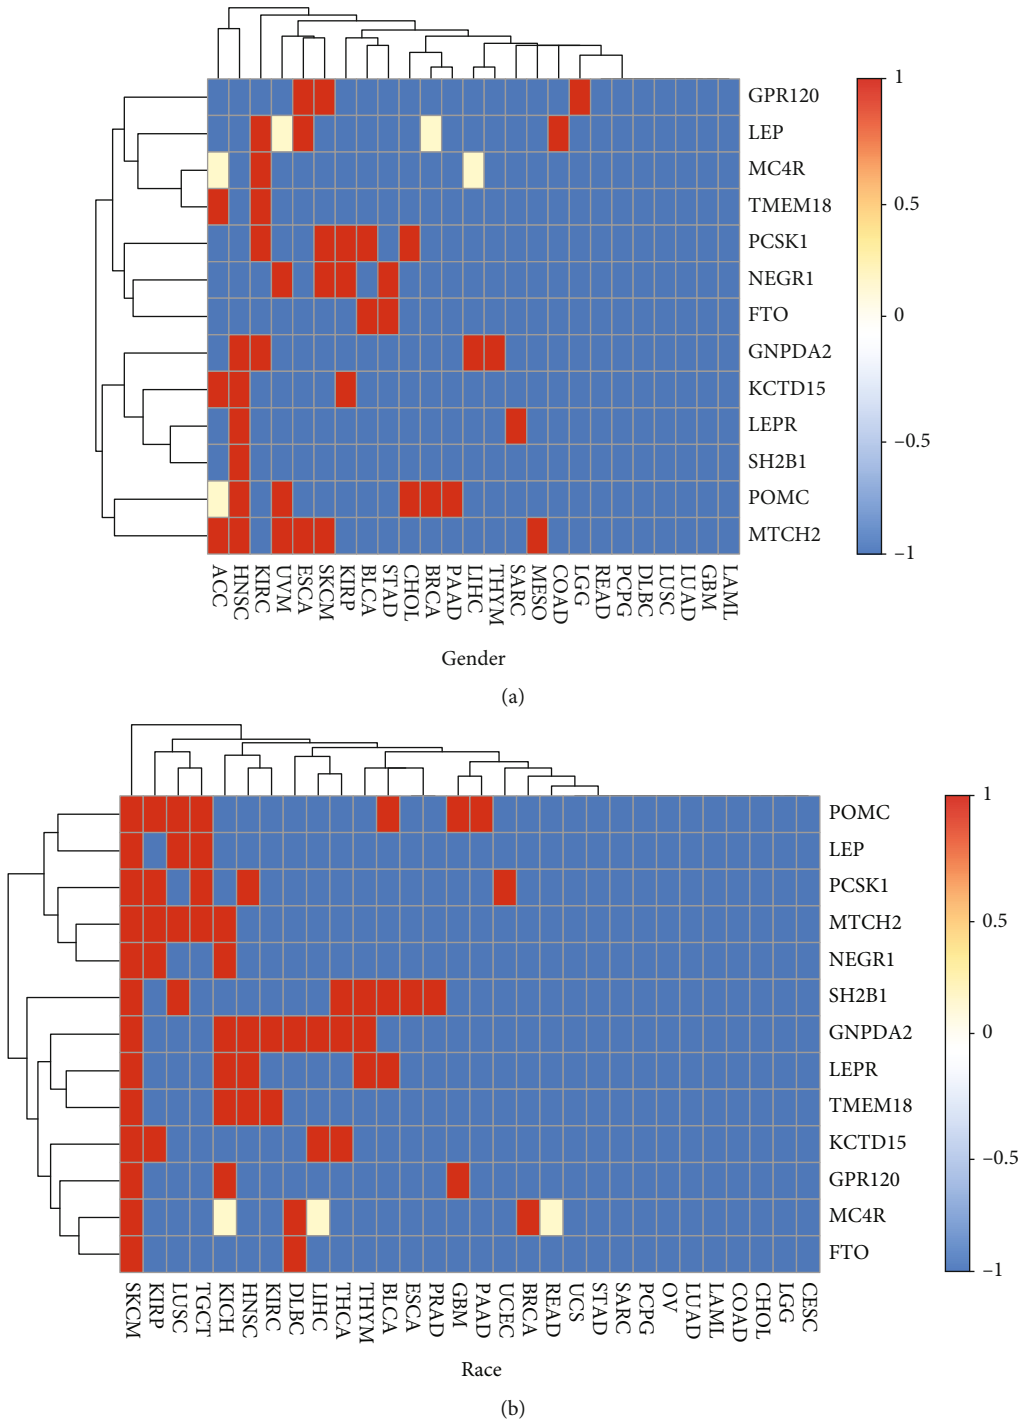 GPR120
LEP
MC4R
TMEM18
PCSK1
NEGR1
FTO
GNPDA2
KCTD15
LEPR
SH2B1
POMC
MTCH2
1
0.5
0
−0.5
−1
ACC HNSC KIRC UVM ESCA SKCM KIRP BLCA STAD CHOL BRCA PAAD LIHC THYM SARC MESO COAD LGG READ PCPG DLBC LUSC LUAD GBM LAML
Gender
(a)
POMC
LEP
PCSK1
MTCH2
NEGR1
SH2B1
GNPDA2
LEPR
TMEM18
KCTD15
GPR120
MC4R
FTO
1
0.5
0
−0.5
−1
SKCM KIRP LUSC TGCT KICH HNSC KIRC DLBC LIHC THCA THYM BLCA ESCA PRAD GBM PAAD UCEC BRCA READ UCS STAD SARC PCPG OV LUAD LAML COAD CHOL LGG CESC
Race
(b)